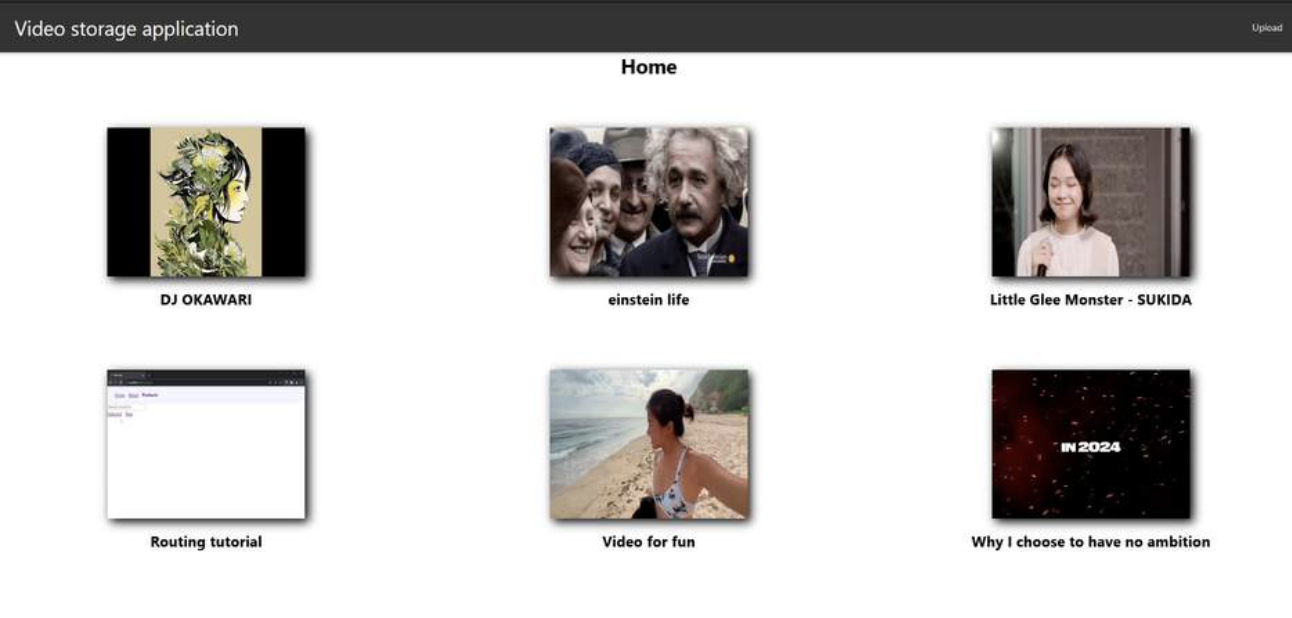 Video storage application
Upload
Home
DJ OKAWARI
einstein life
Little Glee Monster - SUKIDA
IN 2024
Routing tutorial
Video for fun
Why I choose to have no ambition